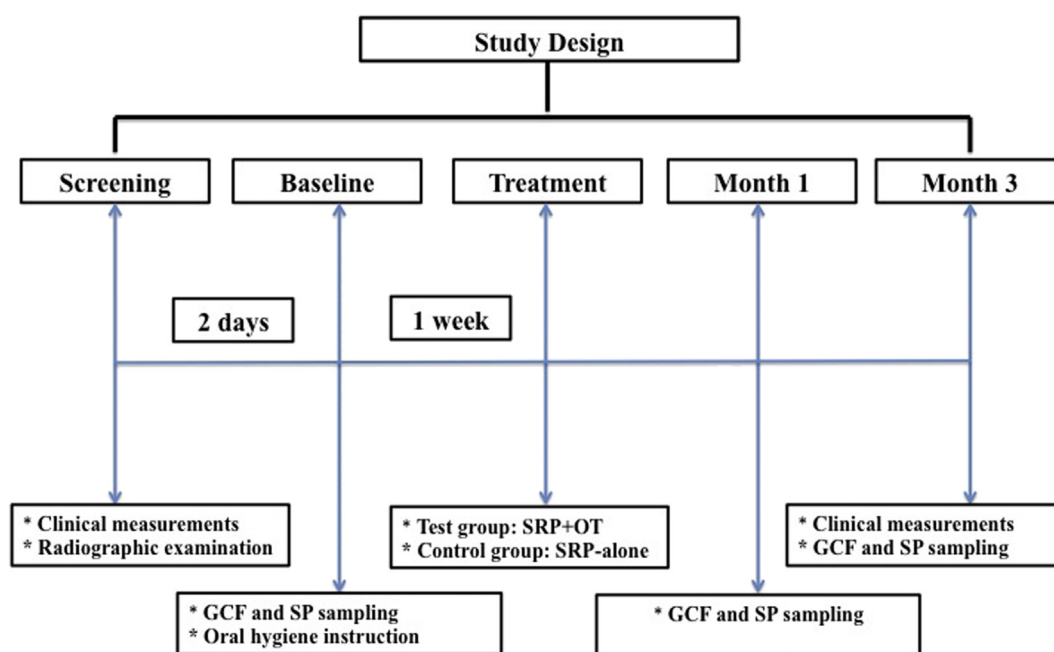 Study Design
Screening
Baseline
Treatment
Month 1
Month 3
2 days
1 week
* Clinical measurements
* Radiographic examination
* Test group: SRP+OT
* Control group: SRP-alone
* Clinical measurements
* GCF and SP sampling
* GCF and SP sampling
* Oral hygiene instruction
* GCF and SP sampling